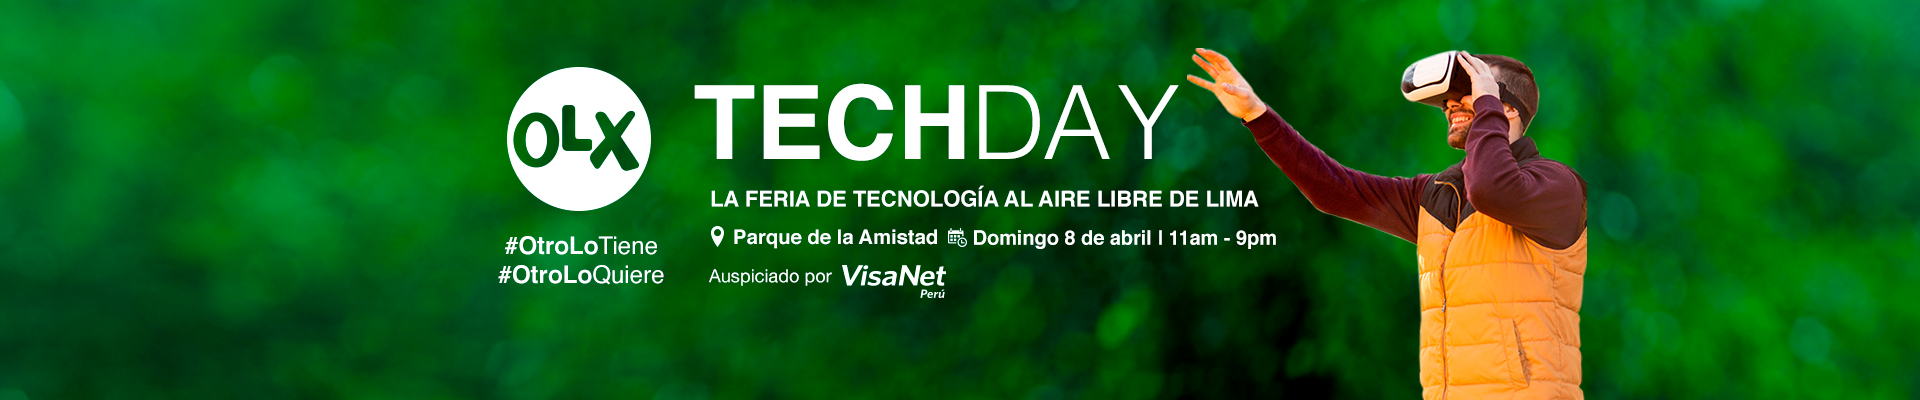 OLX
#OtroLoTiene
#OtroLoQuiere
TECHDAY
LA FERIA DE TECNOLOGÍA AL AIRE LIBRE DE LIMA
Parque de la Amistad Domingo 8 de abril | 11am - 9pm
Auspiciado por VisaNet
Perú